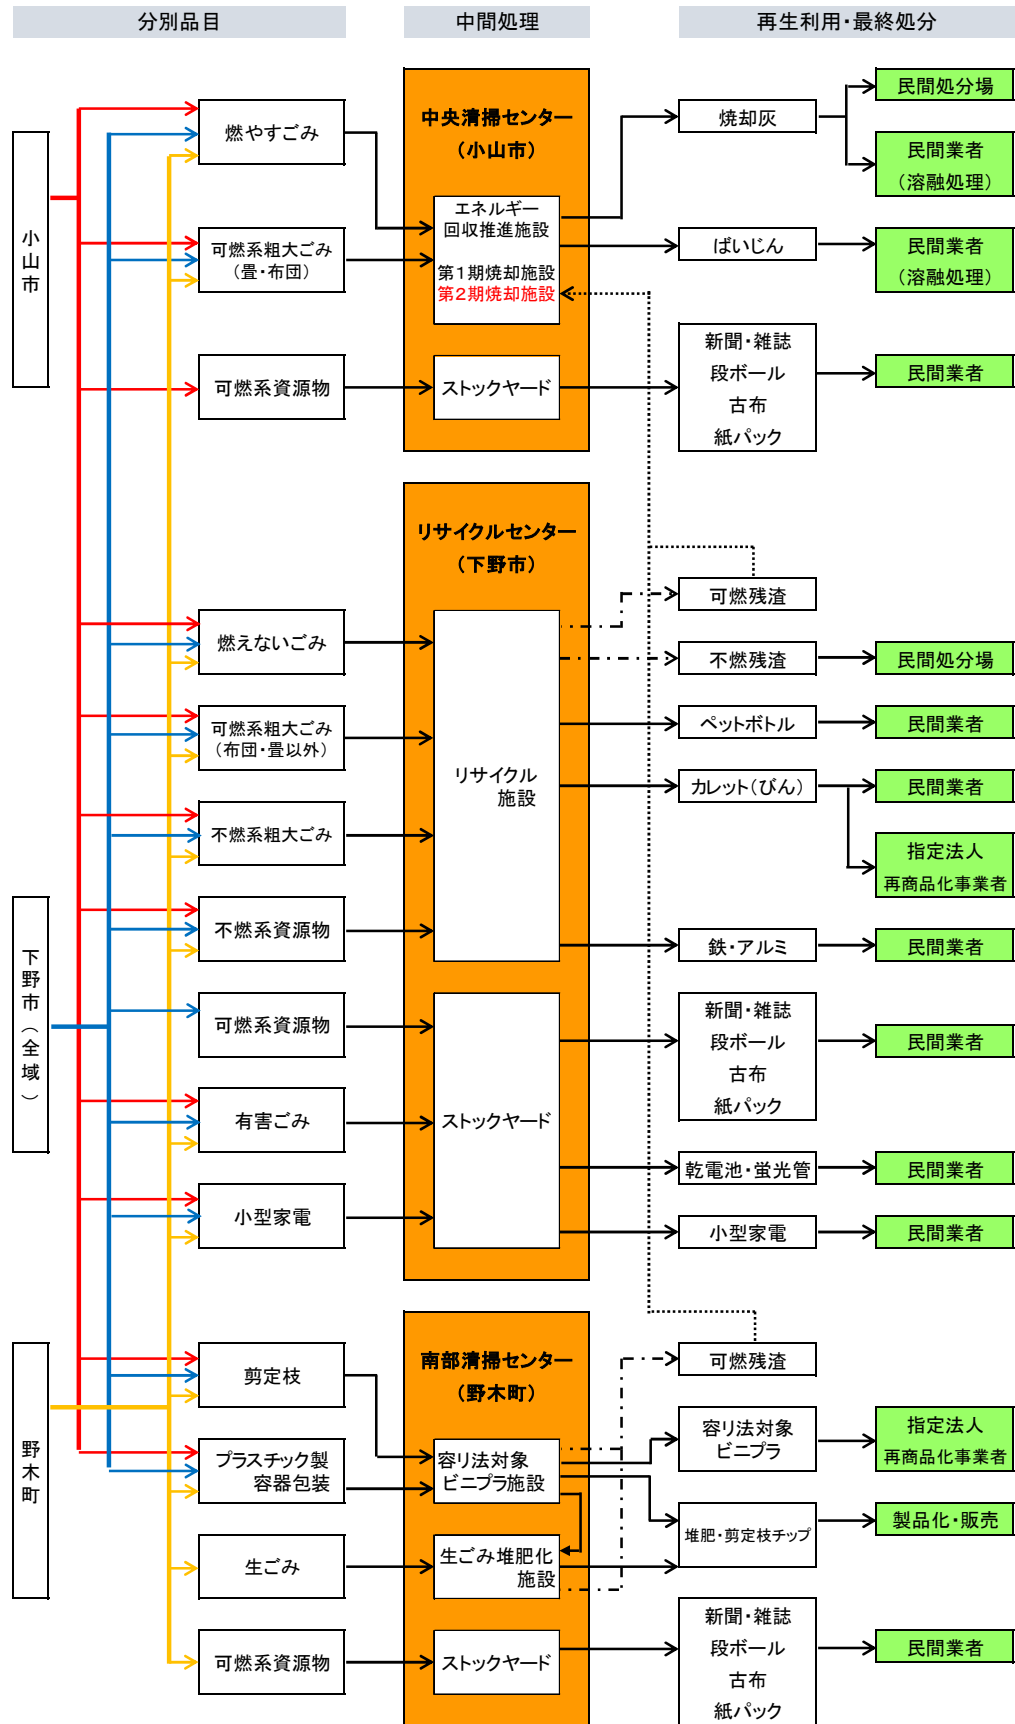 分別品目
中間処理
再生利用・最終処分
小山市
下野市（全域）
野木町
燃やすごみ
可燃系粗大ごみ
（畳・布団）
可燃系資源物
中央清掃センター
（小山市）
エネルギー
回収推進施設
第１期焼却施設
第２期焼却施設
ストックヤード
焼却灰
民間処分場
民間業者
（溶融処理）
ばいじん
民間業者
（溶融処理）
新聞・雑誌
段ボール
古布
紙パック
民間業者
燃えないごみ
可燃系粗大ごみ
（布団・畳以外）
不燃系粗大ごみ
不燃系資源物
可燃系資源物
有害ごみ
小型家電
リサイクルセンター
（下野市）
リサイクル
施設
ストックヤード
可燃残渣
不燃残渣
民間処分場
ペットボトル
民間業者
カレット（びん）
民間業者
指定法人
再商品化事業者
鉄・アルミ
民間業者
新聞・雑誌
段ボール
古布
紙パック
民間業者
乾電池・蛍光管
民間業者
小型家電
民間業者
剪定枝
プラスチック製
容器包装
生ごみ
可燃系資源物
南部清掃センター
（野木町）
容リ法対象
ビニプラ施設
生ごみ堆肥化
施設
ストックヤード
可燃残渣
容リ法対象
ビニプラ
指定法人
再商品化事業者
堆肥・剪定枝チップ
製品化・販売
新聞・雑誌
段ボール
古布
紙パック
民間業者